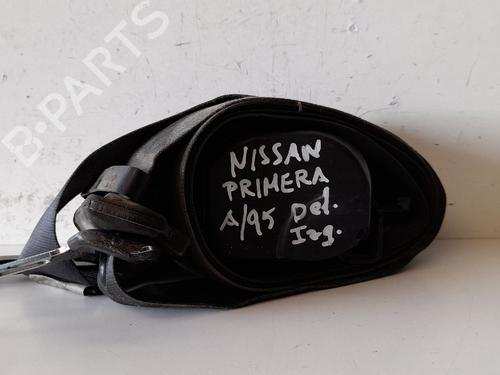 B-PARTS
NISSAN
PRIMERA
A/95 Del.
Izq.